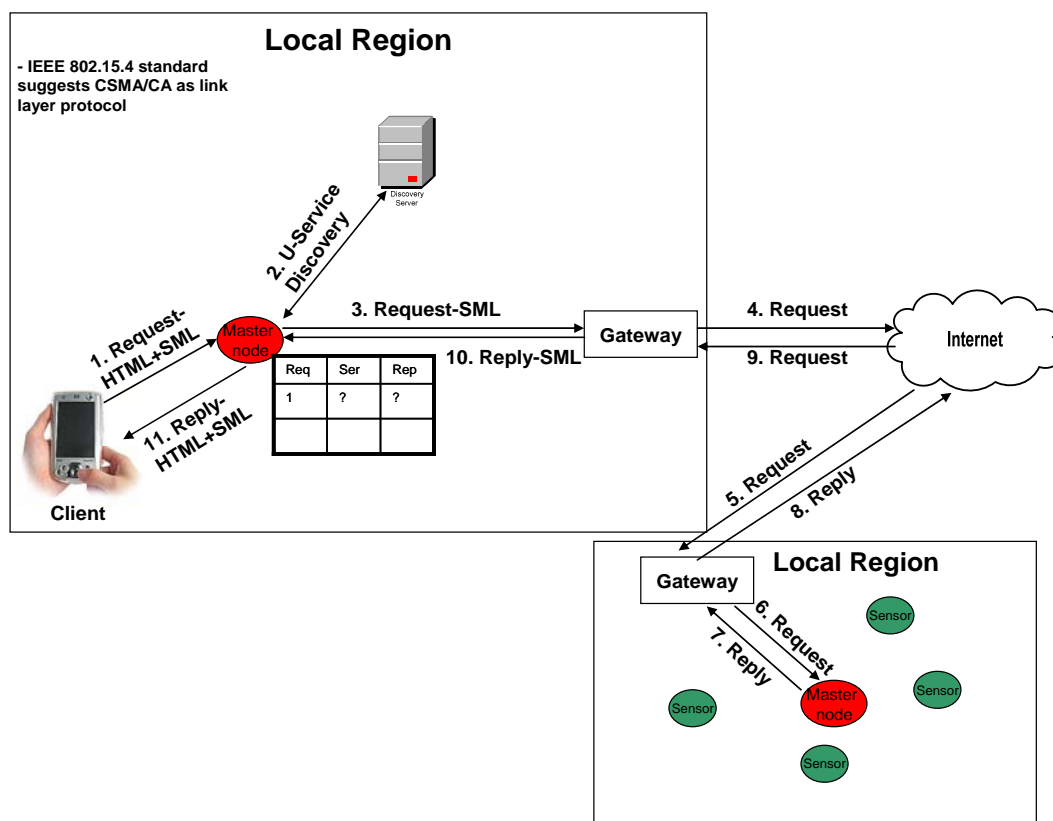 Local Region
- IEEE 802.15.4 standard
suggests CSMA/CA as link
layer protocol
Discovery
Server
2. U-Service
Discovery
1. Request-
HTML+SML
Master
node
3. Request-SML
10. Reply-SML
Gateway
4. Request
9. Request
Internet
Req Ser Rep
1 ? ?
11. Reply-
HTML+SML
Client
5. Request
8. Reply
Local Region
Gateway
6. Request
7. Reply
Sensor
Sensor
Sensor
Master
node
Sensor